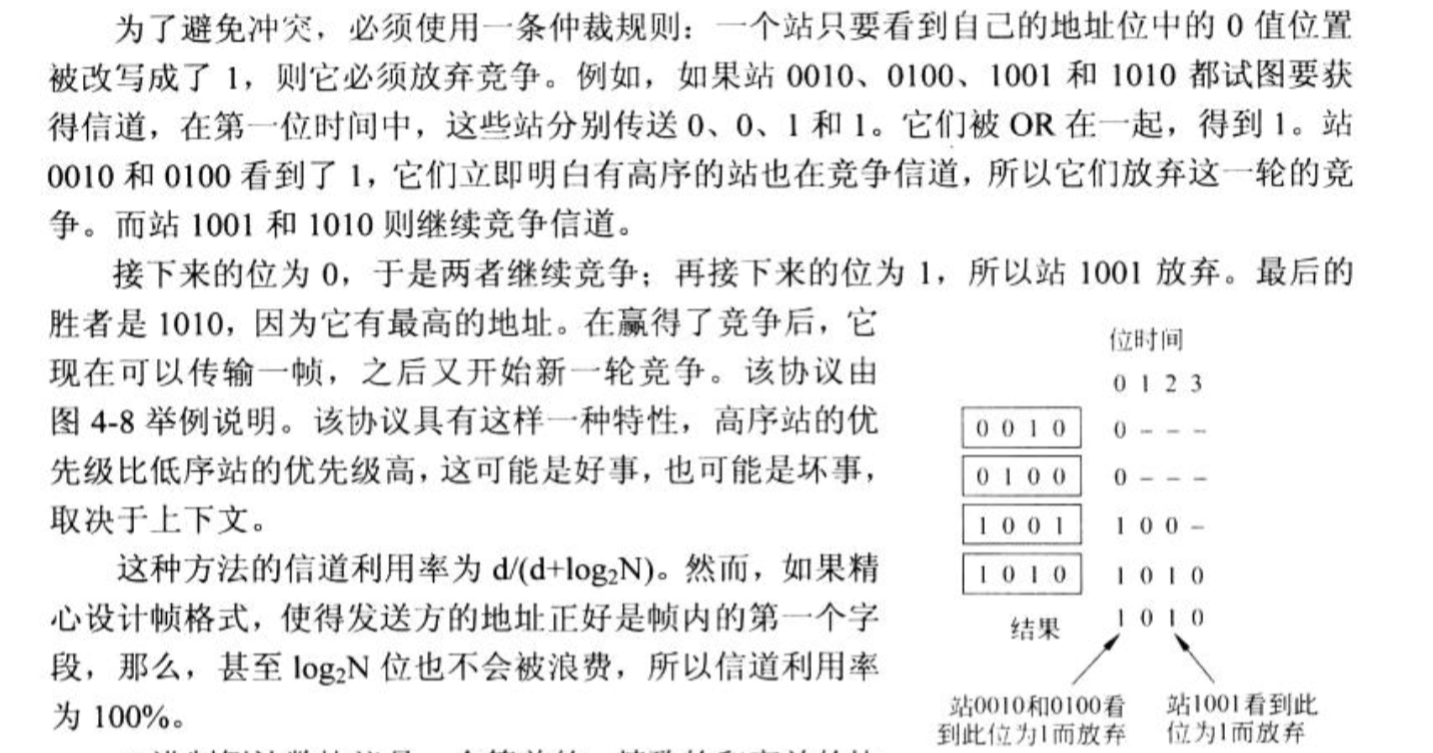 为了避免冲突，必须使用一条仲裁规则：一个站只要看到自己的地址位中的 0 值位置
被改写成了 1，则它必须放弃竞争。例如，如果站 0010、0100、1001 和 1010 都试图要获
得信道，在第一位时间中，这些站分别传送 0、0、1 和 1。它们被 OR 在一起，得到 1。站
0010 和 0100 看到了 1，它们立即明白有高序的站也在竞争信道，所以它们放弃这一轮的竞
争。而站 1001 和 1010 则继续竞争信道。
接下来的位为 0，于是两者继续竞争；再接下来的位为 1，所以站 1001 放弃。最后的
胜者是 1010，因为它有最高的地址。在赢得了竞争后，它
现在可以传输一帧，之后又开始新一轮竞争。该协议由
图 4-8 举例说明。该协议具有这样一种特性，高序站的优
先级比低序站的优先级高，这可能是好事，也可能是坏事，
取决于上下文。
这种方法的信道利用率为 d/(d+log₂N)。然而，如果精
心设计帧格式，使得发送方的地址正好是帧内的第一个字
段，那么，甚至 log₂N 位也不会被浪费，所以信道利用率
为 100%。
位时间
0 1 2 3
0 0 1 0 0 – – –
0 1 0 0 0 – – –
1 0 0 1 1 0 0 –
1 0 1 0 1 0 1 0
结果 1 0 1 0
站0010和0100看
到此位为1而放弃
站1001看到此
位为1而放弃